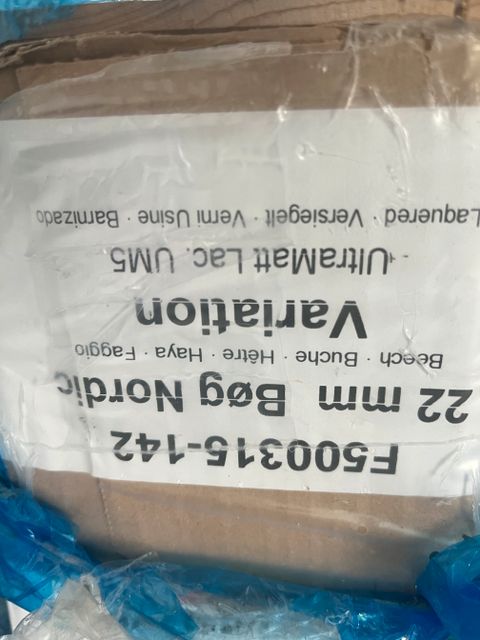 F500315-142
22 mm Bøg Nordic
Beech · Buche · Hêtre · Haya · Faggio
Variation
UltraMatt Lac. UM5
Laquered · Versiegelt · Verni Usine · Barnizado